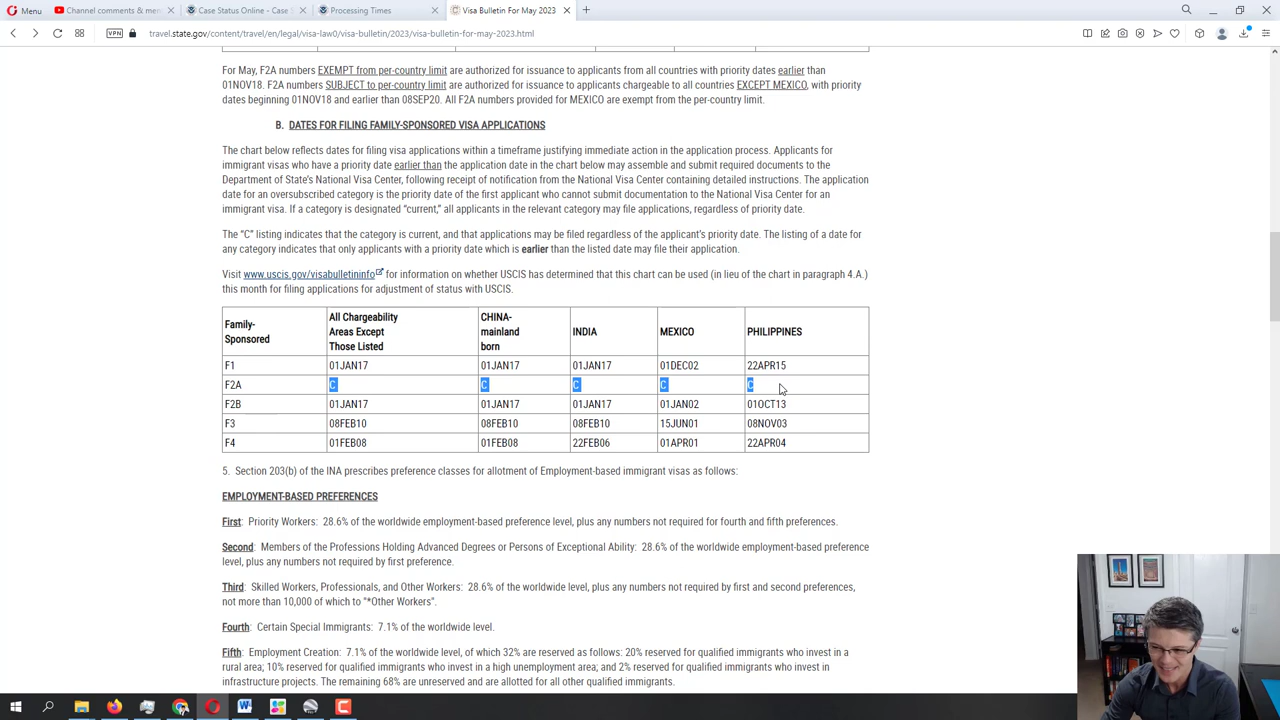 Menu
Channel comments & men
Case Status Online - Case S
Processing Times
Visa Bulletin For May 2023
VPN
travel.state.gov/content/travel/en/legal/visa-law0/visa-bulletin/2023/visa-bulletin-for-may-2023.html
For May, F2A numbers EXEMPT from per-country limit are authorized for issuance to applicants from all countries with priority dates earlier than
01NOV18. F2A numbers SUBJECT to per-country limit are authorized for issuance to applicants chargeable to all countries EXCEPT MEXICO, with priority
dates beginning 01NOV18 and earlier than 08SEP20. All F2A numbers provided for MEXICO are exempt from the per-country limit.
B. DATES FOR FILING FAMILY-SPONSORED VISA APPLICATIONS
The chart below reflects dates for filing visa applications within a timeframe justifying immediate action in the application process. Applicants for
immigrant visas who have a priority date earlier than the application date in the chart below may assemble and submit required documents to the
Department of State's National Visa Center, following receipt of notification from the National Visa Center containing detailed instructions. The application
date for an oversubscribed category is the priority date of the first applicant who cannot submit documentation to the National Visa Center for an
immigrant visa. If a category is designated "current," all applicants in the relevant category may file applications, regardless of priority date.
The "C" listing indicates that the category is current, and that applications may be filed regardless of the applicant's priority date. The listing of a date for
any category indicates that only applicants with a priority date which is earlier than the listed date may file their application.
Visit www.uscis.gov/visabulletininfo for information on whether USCIS has determined that this chart can be used (in lieu of the chart in paragraph 4.A.)
this month for filing applications for adjustment of status with USCIS.
Family-
Sponsored
All Chargeability
Areas Except
Those Listed
CHINA-
mainland
born
INDIA
MEXICO
PHILIPPINES
F1 01JAN17 01JAN17 01JAN17 01DEC02 22APR15
F2A C C C C C
F2B 01JAN17 01JAN17 01JAN17 01JAN02 01OCT13
F3 08FEB10 08FEB10 08FEB10 15JUN01 08NOV03
F4 01FEB08 01FEB08 22FEB06 01APR01 22APR04
5. Section 203(b) of the INA prescribes preference classes for allotment of Employment-based immigrant visas as follows:
EMPLOYMENT-BASED PREFERENCES
First: Priority Workers: 28.6% of the worldwide employment-based preference level, plus any numbers not required for fourth and fifth preferences.
Second: Members of the Professions Holding Advanced Degrees or Persons of Exceptional Ability: 28.6% of the worldwide employment-based preference
level, plus any numbers not required by first preference.
Third: Skilled Workers, Professionals, and Other Workers: 28.6% of the worldwide level, plus any numbers not required by first and second preferences,
not more than 10,000 of which to "*Other Workers".
Fourth: Certain Special Immigrants: 7.1% of the worldwide level.
Fifth: Employment Creation: 7.1% of the worldwide level, of which 32% are reserved as follows: 20% reserved for qualified immigrants who invest in a
rural area; 10% reserved for qualified immigrants who invest in a high unemployment area; and 2% reserved for qualified immigrants who invest in
infrastructure projects. The remaining 68% are unreserved and are allotted for all other qualified immigrants.